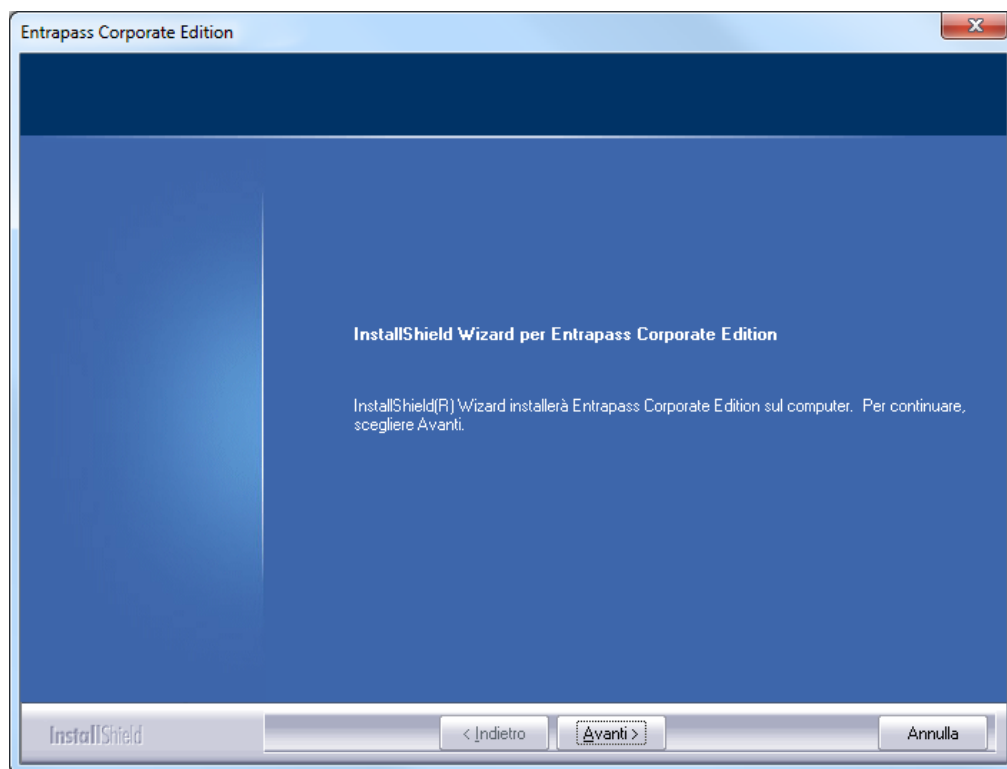 Entrapass Corporate Edition
InstallShield Wizard per Entrapass Corporate Edition
InstallShield(R) Wizard installerà Entrapass Corporate Edition sul computer. Per continuare,
scegliere Avanti.
InstallShield
< Indietro
Avanti >
Annulla